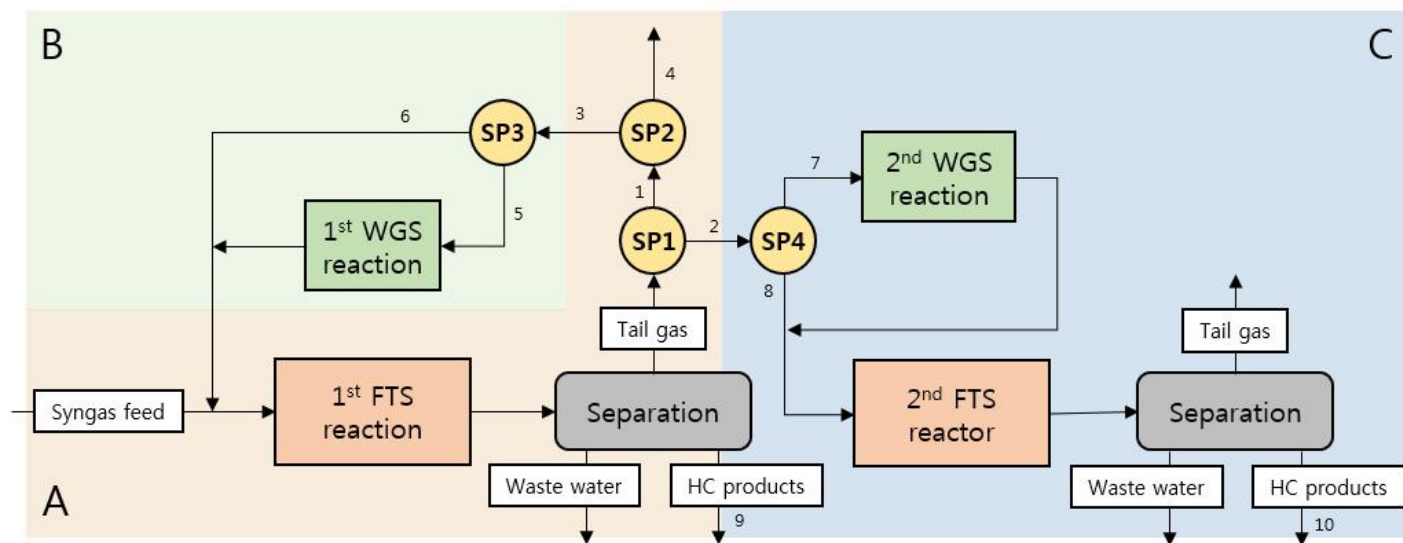 B
C
4
6
SP3
3
SP2
7
2nd WGS
reaction
5
1
1st WGS
reaction
SP1
2
SP4
8
Tail gas
Tail gas
Syngas feed
1st FTS
reaction
Separation
2nd FTS
reactor
Separation
A
Waste water
HC products
Waste water
HC products
9
10